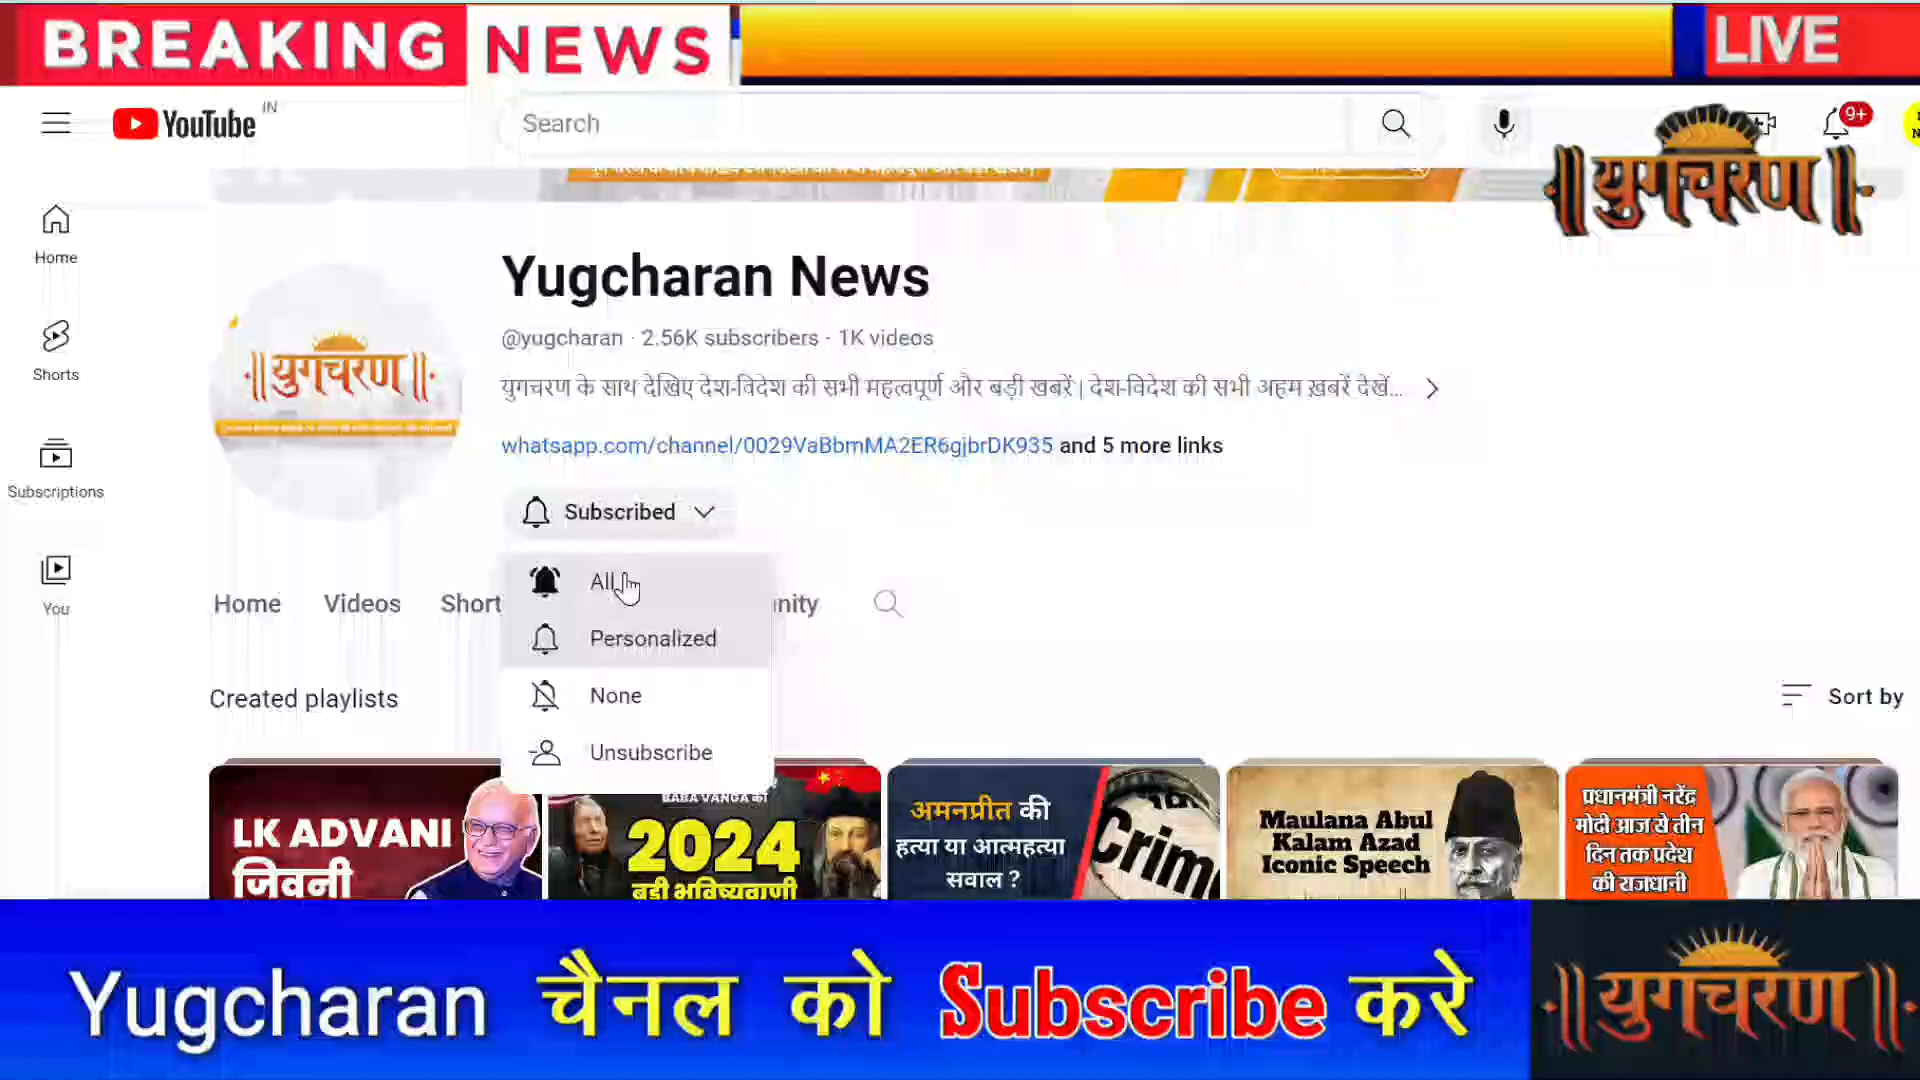 BREAKING NEWS
LIVE
YouTube IN
Search
9+
॥युगचरण॥
Home
Shorts
Subscriptions
You
॥युगचरण॥
Yugcharan News
@yugcharan · 2.56K subscribers · 1K videos
युगचरण के साथ देखिए देश-विदेश की सभी महत्वपूर्ण और बड़ी खबरें | देश-विदेश की सभी अहम ख़बरें देखें...
whatsapp.com/channel/0029VaBbmMA2ER6gjbrDK935 and 5 more links
Subscribed
All
Personalized
None
Unsubscribe
Home
Videos
Short
nity
Created playlists
Sort by
LK ADVANI
जिवनी
BABA VANGA की
2024
बडी भविष्यवाणी
अमनप्रीत की
हत्या या आत्महत्या
सवाल ?
Crim
Maulana Abul
Kalam Azad
Iconic Speech
प्रधानमंत्री नरेंद्र
मोदी आज से तीन
दिन तक प्रदेश
की राजधानी
Yugcharan चैनल को Subscribe करे
॥युगचरण॥